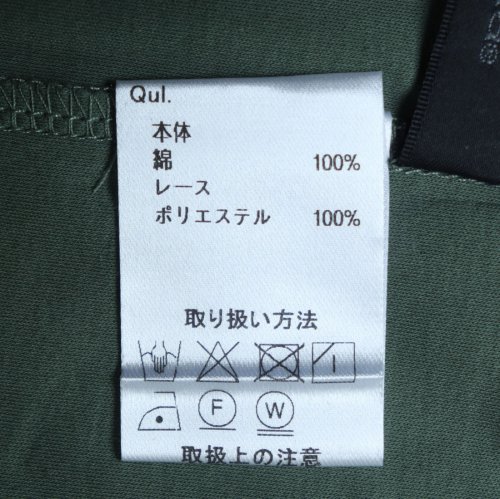 Qul.
本体
綿 100%
レース
ポリエステル 100%
取り扱い方法
F W
取扱上の注意